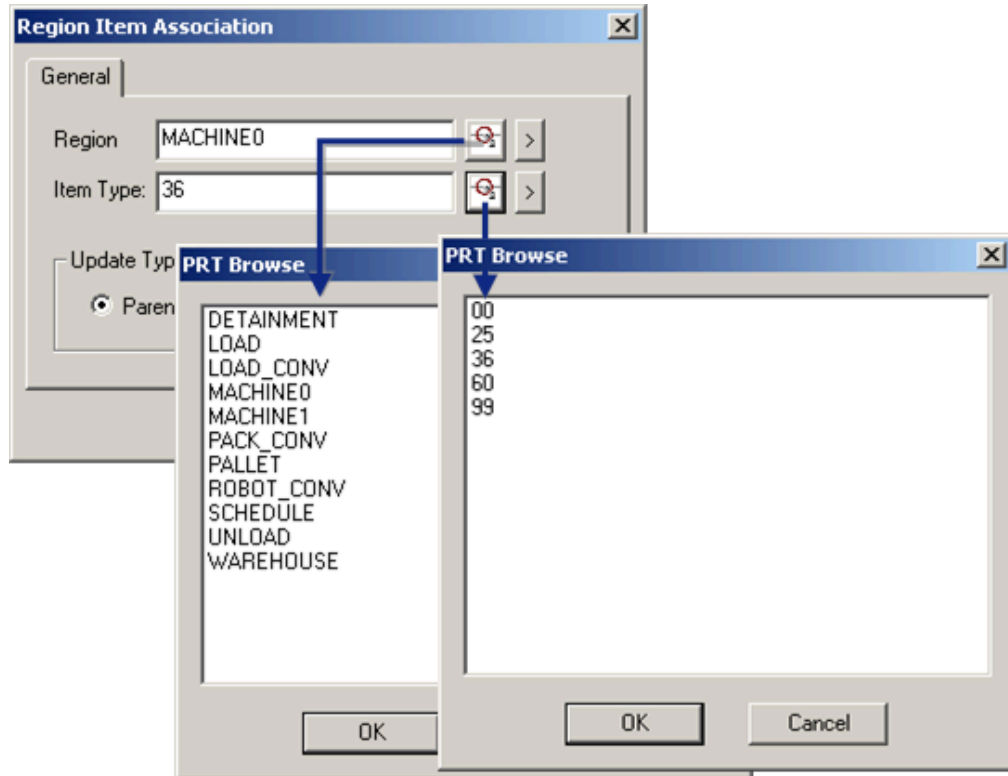 Region Item Association
General
Region MACHINE0 >
Item Type: 36 >
Update Typ
Paren
PRT Browse
DETAINMENT
LOAD
LOAD_CONV
MACHINE0
MACHINE1
PACK_CONV
PALLET
ROBOT_CONV
SCHEDULE
UNLOAD
WAREHOUSE
OK
PRT Browse
00
25
36
60
99
OK Cancel